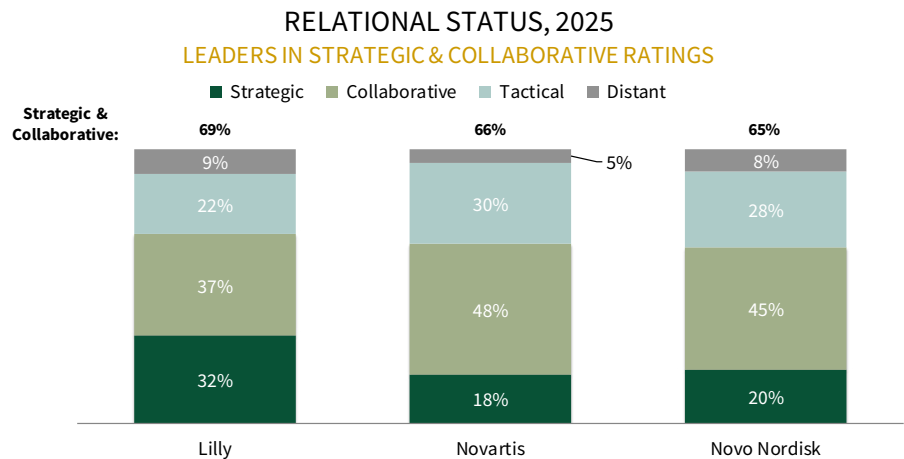 RELATIONAL STATUS, 2025
LEADERS IN STRATEGIC & COLLABORATIVE RATINGS
Strategic Collaborative Tactical Distant
Strategic &
Collaborative: 69% 66% 65%
9% 5% 8%
22% 30% 28%
37% 48% 45%
32% 18% 20%
Lilly Novartis Novo Nordisk